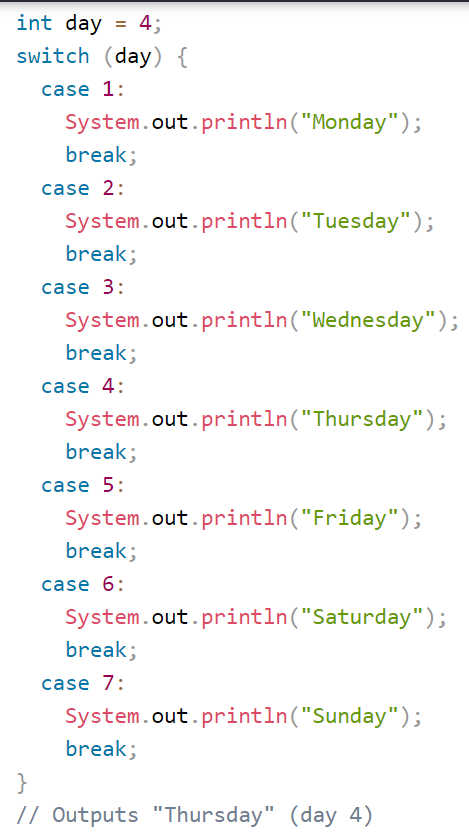 int day = 4;
switch (day) {
  case 1:
    System.out.println("Monday");
    break;
  case 2:
    System.out.println("Tuesday");
    break;
  case 3:
    System.out.println("Wednesday");
    break;
  case 4:
    System.out.println("Thursday");
    break;
  case 5:
    System.out.println("Friday");
    break;
  case 6:
    System.out.println("Saturday");
    break;
  case 7:
    System.out.println("Sunday");
    break;
}
// Outputs "Thursday" (day 4)